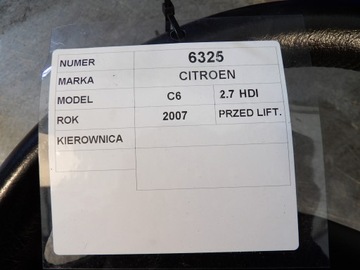 NUMER 6325
MARKA CITROEN
MODEL C6 2.7 HDI
ROK 2007 PRZED LIFT.
KIEROWNICA